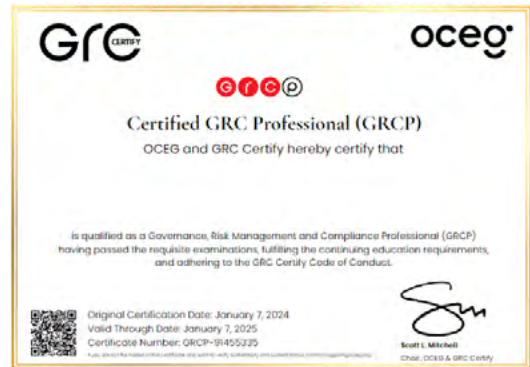 GRC CERTIFY
oceg
GRCP
Certified GRC Professional (GRCP)
OCEG and GRC Certify hereby certify that
is qualified as a Governance, Risk Management and Compliance Professional (GRCP)
having passed the requisite examinations, fulfilling the continuing education requirements,
and adhering to the GRC Certify Code of Conduct.
Original Certification Date: January 7, 2024
Valid Through Date: January 7, 2025
Certificate Number: GRCP-91455335
Scott L. Mitchell
Chair, OCEG & GRC Certify